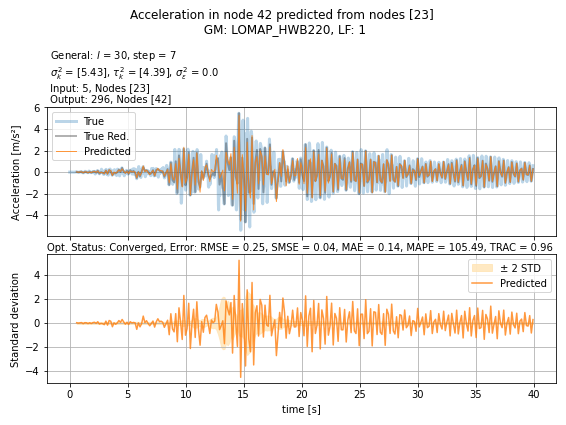 Acceleration in node 42 predicted from nodes [23]
GM: LOMAP_HWB220, LF: 1
General: l = 30, step = 7
σ²ₖ = [5.43], τ²ₖ = [4.39], σ²ε = 0.0
Input: 5, Nodes [23]
Output: 296, Nodes [42]
Acceleration [m/s²]
6
4
2
0
−2
−4
True
True Red.
Predicted
Opt. Status: Converged, Error: RMSE = 0.25, SMSE = 0.04, MAE = 0.14, MAPE = 105.49, TRAC = 0.96
Standard deviation
4
2
0
−2
−4
± 2 STD
Predicted
0 5 10 15 20 25 30 35 40
time [s]